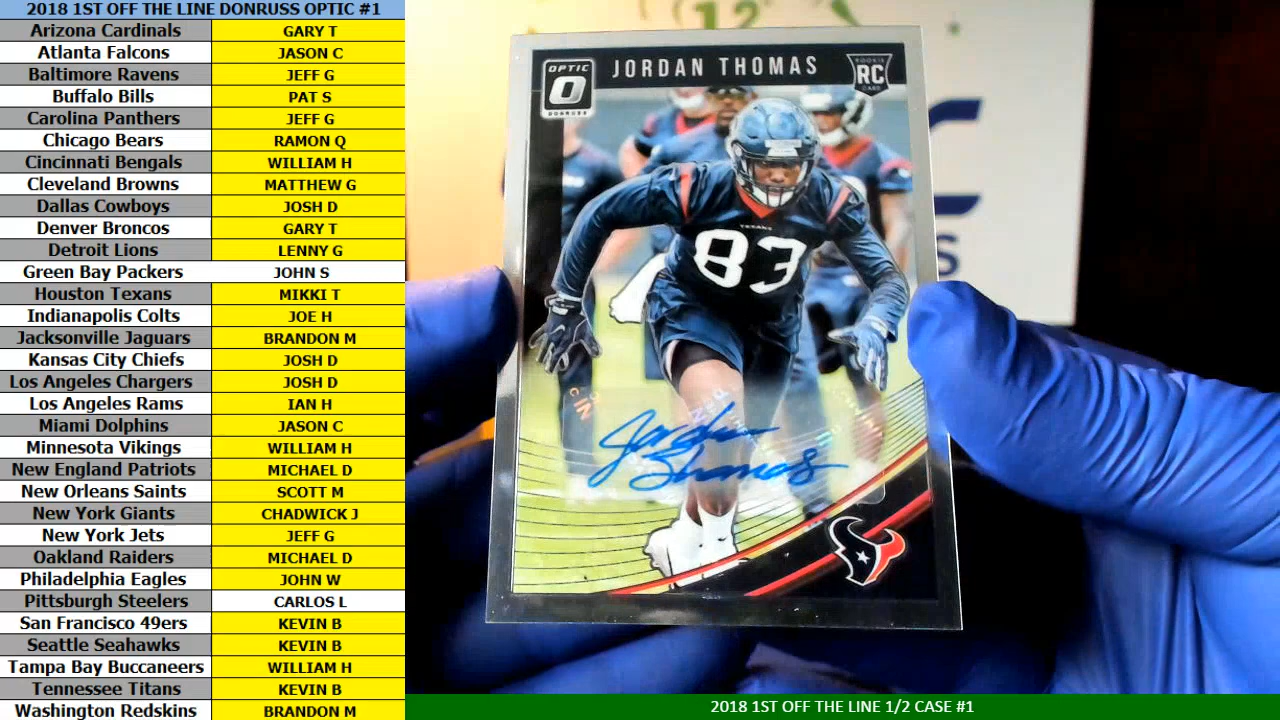 2018 1ST OFF THE LINE DONRUSS OPTIC #1
Arizona Cardinals GARY T
Atlanta Falcons JASON C
Baltimore Ravens JEFF G
Buffalo Bills PAT S
Carolina Panthers JEFF G
Chicago Bears RAMON Q
Cincinnati Bengals WILLIAM H
Cleveland Browns MATTHEW G
Dallas Cowboys JOSH D
Denver Broncos GARY T
Detroit Lions LENNY G
Green Bay Packers JOHN S
Houston Texans MIKKI T
Indianapolis Colts JOE H
Jacksonville Jaguars BRANDON M
Kansas City Chiefs JOSH D
Los Angeles Chargers JOSH D
Los Angeles Rams IAN H
Miami Dolphins JASON C
Minnesota Vikings WILLIAM H
New England Patriots MICHAEL D
New Orleans Saints SCOTT M
New York Giants CHADWICK J
New York Jets JEFF G
Oakland Raiders MICHAEL D
Philadelphia Eagles JOHN W
Pittsburgh Steelers CARLOS L
San Francisco 49ers KEVIN B
Seattle Seahawks KEVIN B
Tampa Bay Buccaneers WILLIAM H
Tennessee Titans KEVIN B
Washington Redskins BRANDON M
12
OPTIC
O
DONRUSS
JORDAN THOMAS
ROOKIE
RC
CARD
TEXANS
83
Jordan
Thomas
C
S
2018 1ST OFF THE LINE 1/2 CASE #1